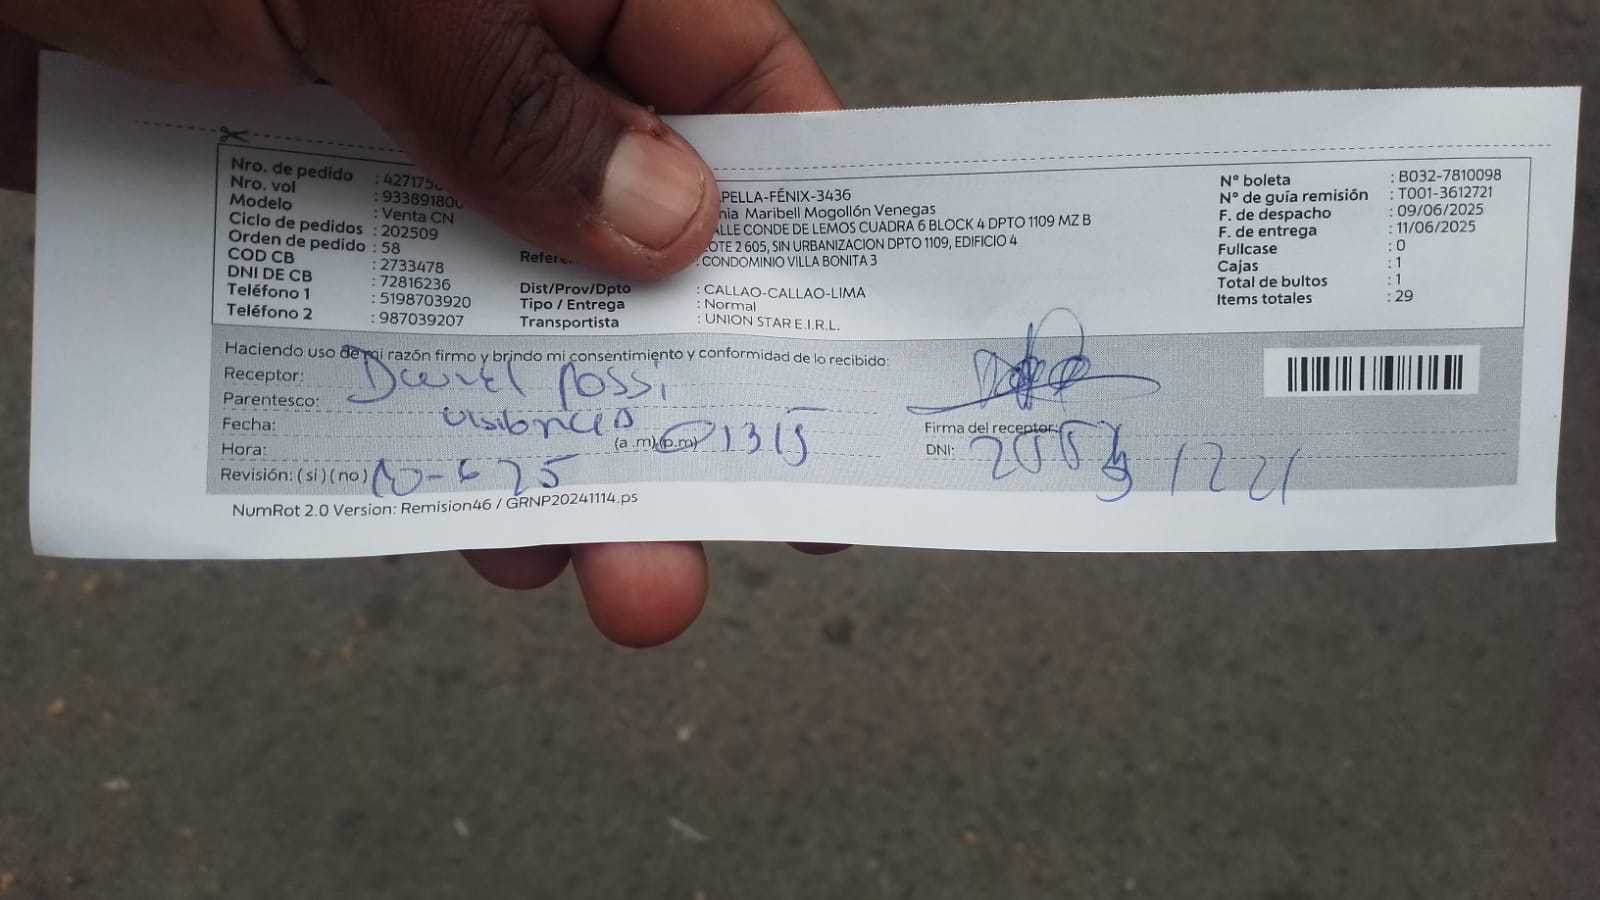 Nro. de pedido : 427175
Nro. vol : 933891800
Modelo : Venta CN
Ciclo de pedidos : 202509
Orden de pedido : 58
COD CB : 2733478
DNI DE CB : 72816236
Teléfono 1 : 5198703920
Teléfono 2 : 987039207
PELLA-FÉNIX-3436
Maribell Mogollón Venegas
ALLE CONDE DE LEMOS CUADRA 6 BLOCK 4 DPTO 1109 MZ B
OTE 2 605, SIN URBANIZACION DPTO 1109, EDIFICIO 4
Refere : CONDOMINIO VILLA BONITA 3
Dist/Prov/Dpto : CALLAO-CALLAO-LIMA
Tipo / Entrega : Normal
Transportista : UNION STAR E.I.R.L.
N° boleta : B032-7810098
N° de guía remisión : T001-3612721
F. de despacho : 09/06/2025
F. de entrega : 11/06/2025
Fullcase : 0
Cajas : 1
Total de bultos : 1
Items totales : 29
Haciendo uso de mi razón firmo y brindo mi consentimiento y conformidad de lo recibido:
Receptor: Rossi
Parentesco:
Fecha:
Hora: (a .m) (p.m) 1315
Revisión: ( si ) ( no )
Firma del receptor:
DNI:
NumRot 2.0 Version: Remision46 / GRNP20241114.ps